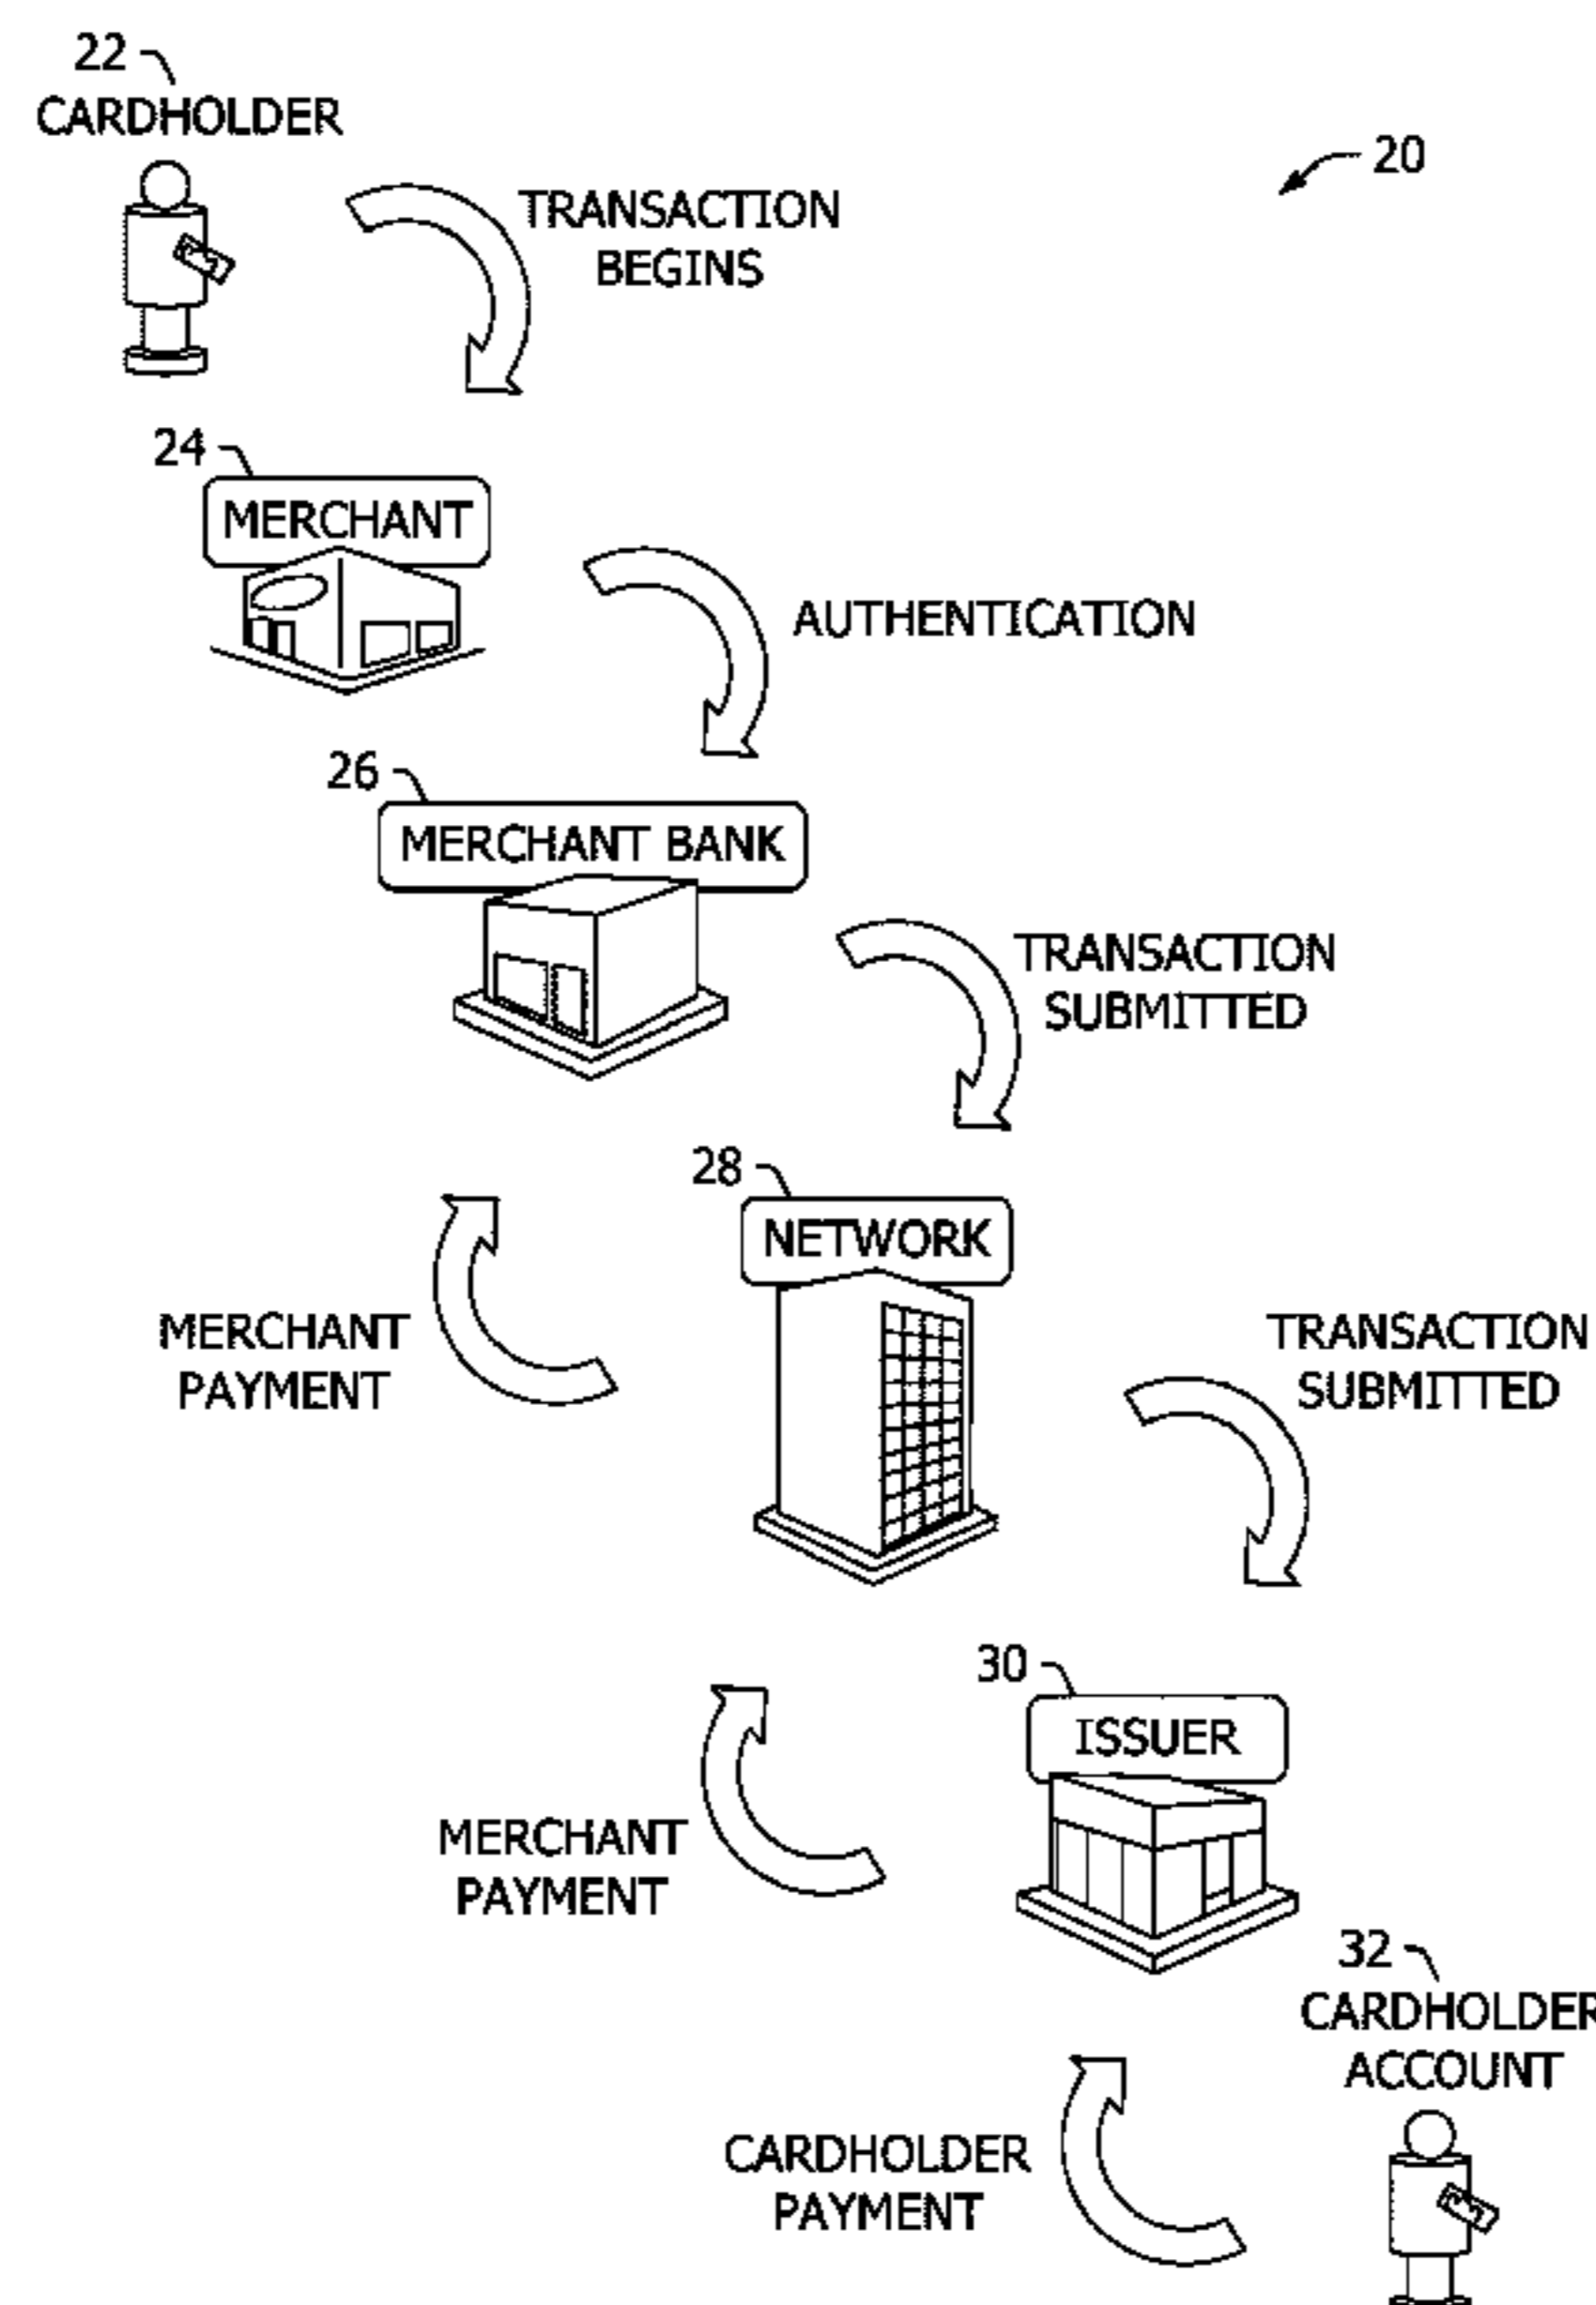 22
CARDHOLDER
20
TRANSACTION
BEGINS
24
MERCHANT
AUTHENTICATION
26
MERCHANT BANK
TRANSACTION
SUBMITTED
28
NETWORK
MERCHANT
PAYMENT
TRANSACTION
SUBMITTED
30
ISSUER
MERCHANT
PAYMENT
32
CARDHOLDER
ACCOUNT
CARDHOLDER
PAYMENT